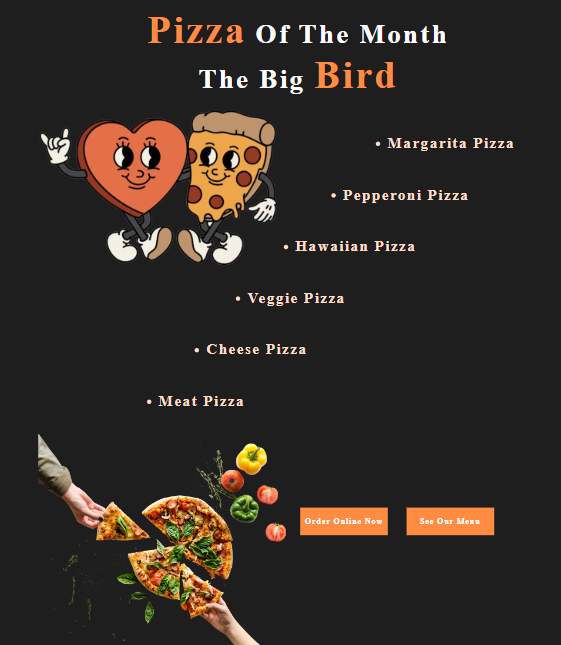 Pizza Of The Month
The Big Bird
• Margarita Pizza
• Pepperoni Pizza
• Hawaiian Pizza
• Veggie Pizza
• Cheese Pizza
• Meat Pizza
Order Online Now
See Our Menu